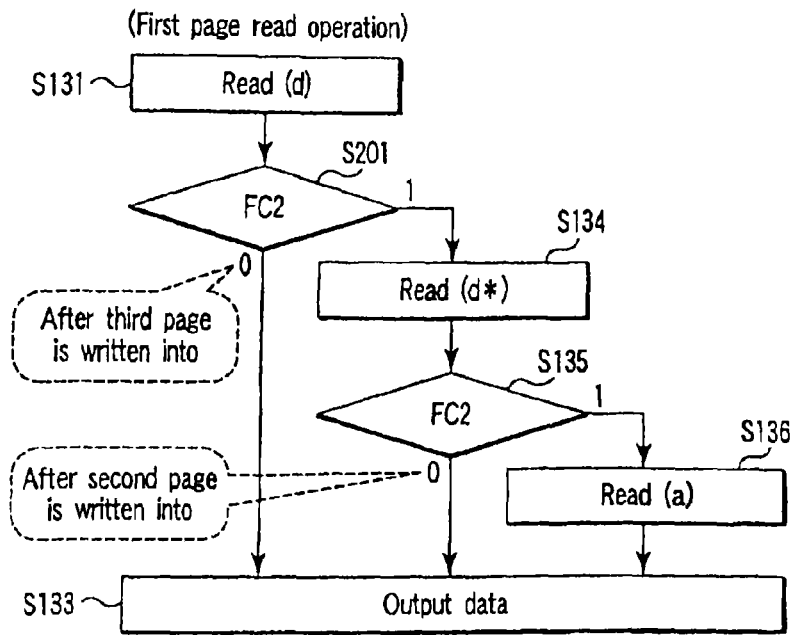 (First page read operation)
S131
Read (d)
S201
FC2
1
0
S134
Read (d*)
After third page
is written into
S135
FC2
1
0
S136
Read (a)
After second page
is written into
S133
Output data